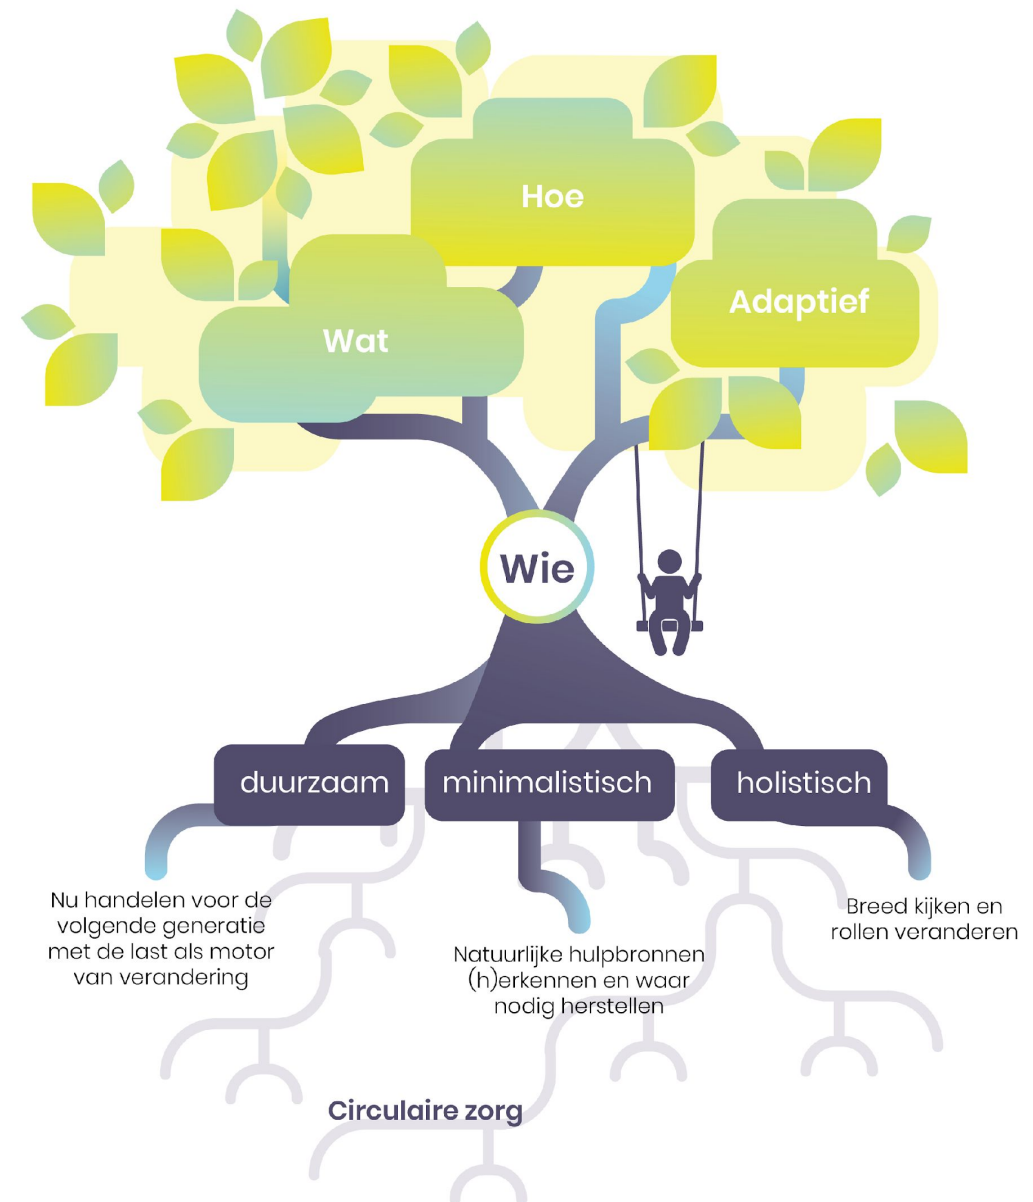 Hoe
Adaptief
Wat
Wie
duurzaam
minimalistisch
holistisch
Nu handelen voor de
volgende generatie
met de last als motor
van verandering
Natuurlijke hulpbronnen
(h)erkennen en waar
nodig herstellen
Breed kijken en
rollen veranderen
Circulaire zorg